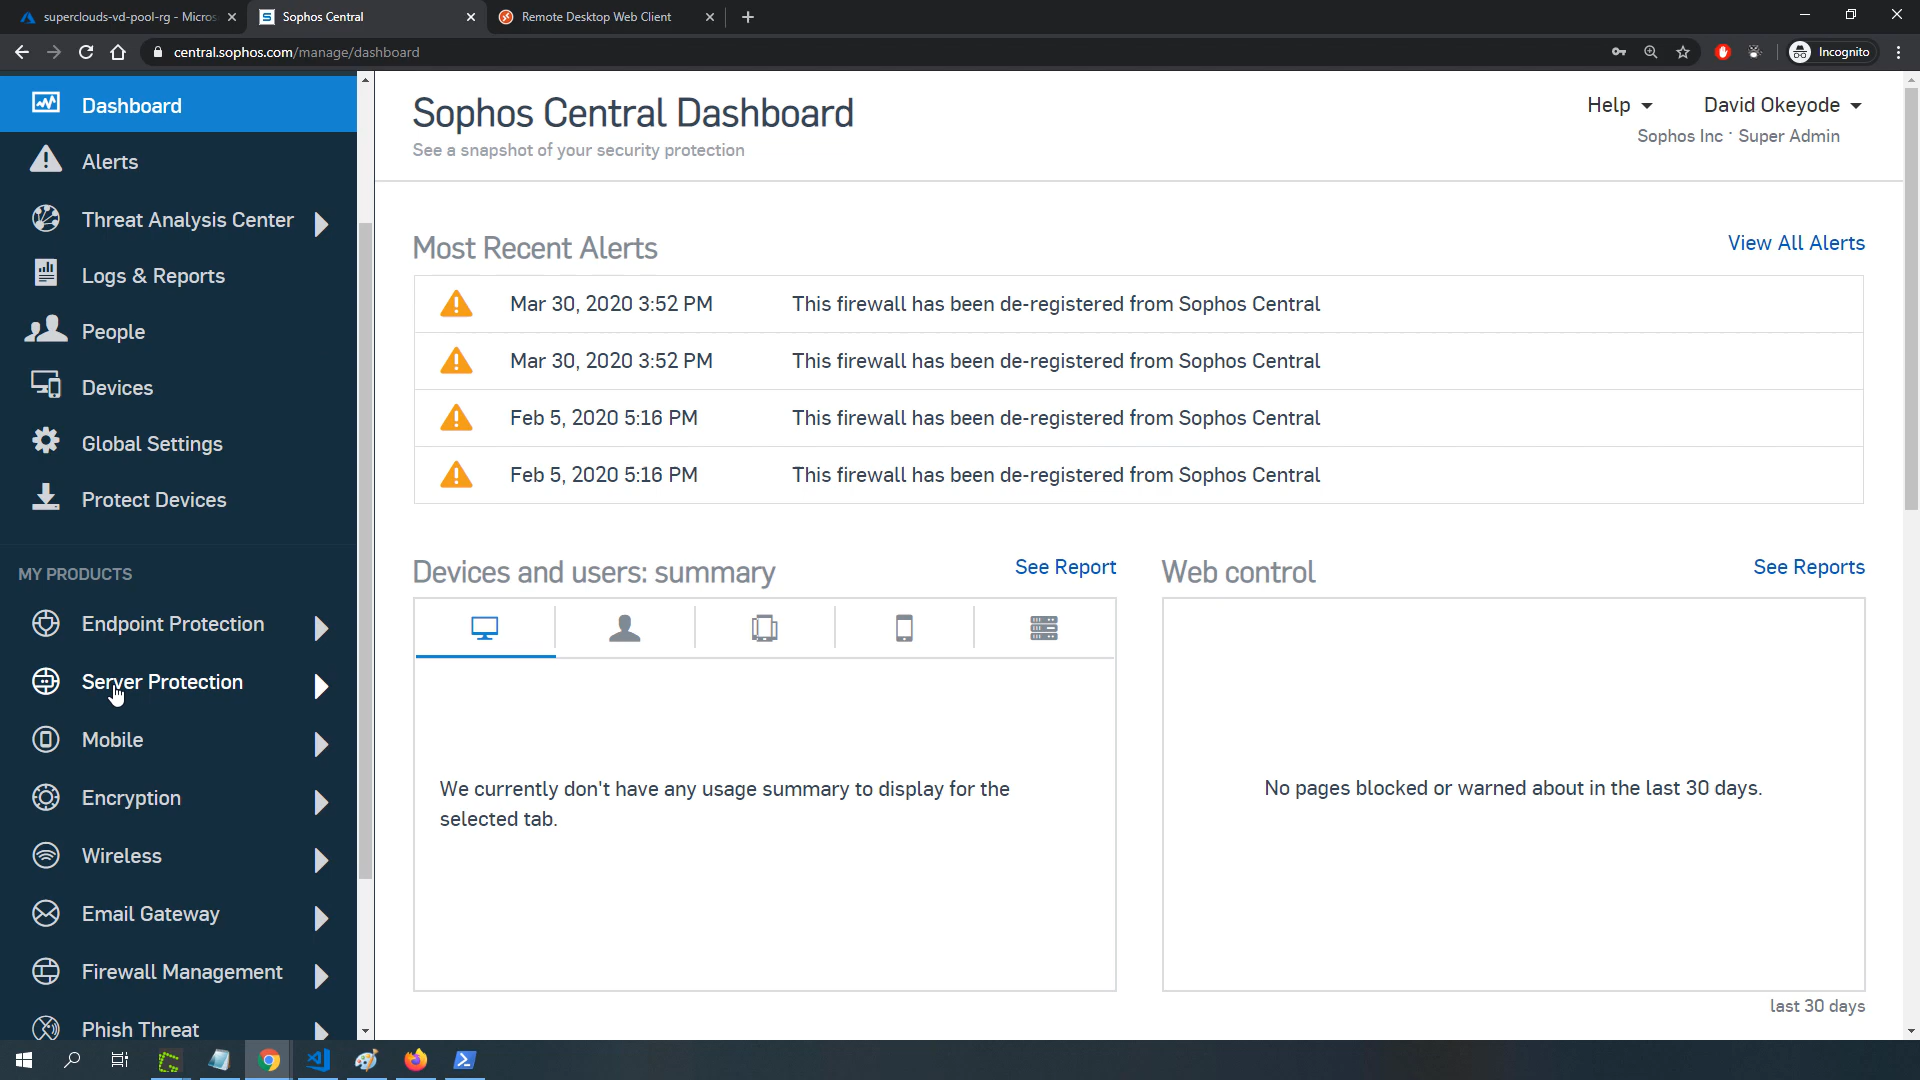 superclouds-vd-pool-rg - Micros
Sophos Central
Remote Desktop Web Client
central.sophos.com/manage/dashboard
Incognito
Dashboard
Alerts
Threat Analysis Center
Logs & Reports
People
Devices
Global Settings
Protect Devices
MY PRODUCTS
Endpoint Protection
Server Protection
Mobile
Encryption
Wireless
Email Gateway
Firewall Management
Phish Threat
Sophos Central Dashboard
See a snapshot of your security protection
Help
David Okeyode
Sophos Inc · Super Admin
Most Recent Alerts
View All Alerts
Mar 30, 2020 3:52 PM This firewall has been de-registered from Sophos Central
Mar 30, 2020 3:52 PM This firewall has been de-registered from Sophos Central
Feb 5, 2020 5:16 PM This firewall has been de-registered from Sophos Central
Feb 5, 2020 5:16 PM This firewall has been de-registered from Sophos Central
Devices and users: summary
See Report
We currently don't have any usage summary to display for the
selected tab.
Web control
See Reports
No pages blocked or warned about in the last 30 days.
last 30 days